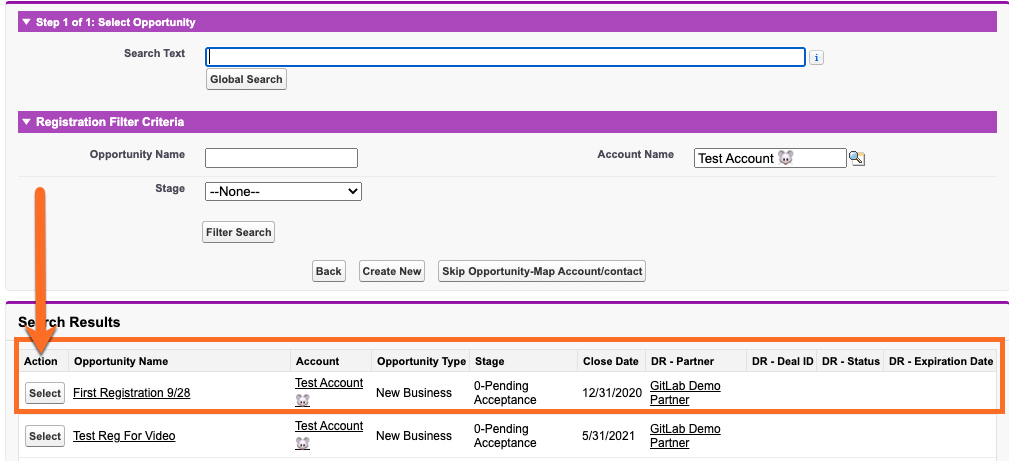 Step 1 of 1: Select Opportunity
Search Text
i
Global Search
Registration Filter Criteria
Opportunity Name
Account Name Test Account 🐭
Stage --None--
Filter Search
Back Create New Skip Opportunity-Map Account/contact
Search Results
Action Opportunity Name Account Opportunity Type Stage Close Date DR - Partner DR - Deal ID DR - Status DR - Expiration Date
Select First Registration 9/28 Test Account 🐭 New Business 0-Pending Acceptance 12/31/2020 GitLab Demo Partner
Select Test Reg For Video Test Account 🐭 New Business 0-Pending Acceptance 5/31/2021 GitLab Demo Partner